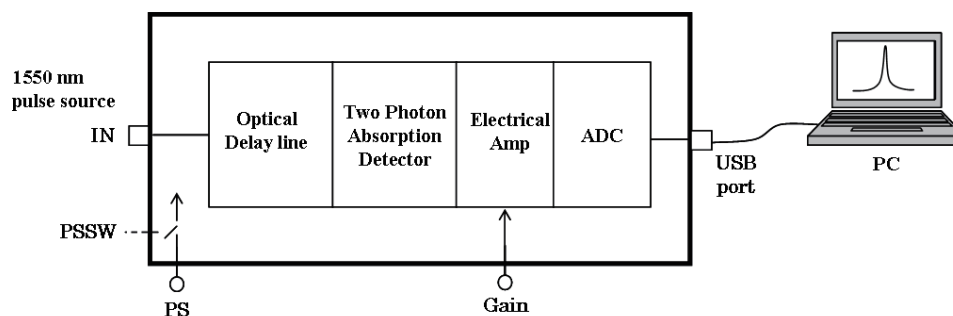 1550 nm
pulse source
IN
Optical
Delay line
Two Photon
Absorption
Detector
Electrical
Amp
ADC
USB
port
PC
PSSW
PS
Gain